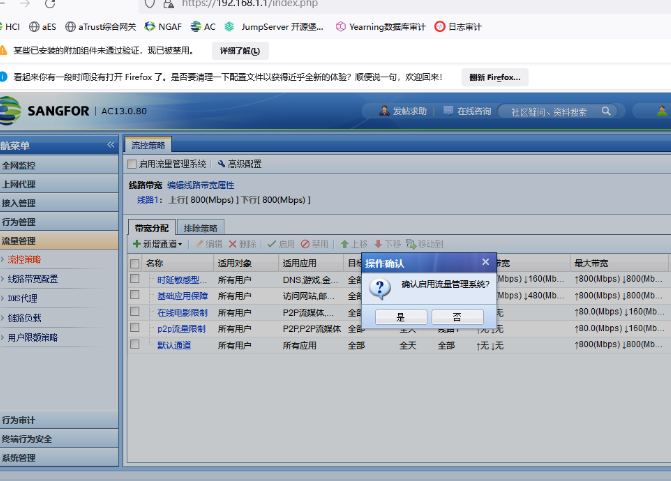 https://192.168.1.1/index.php
HCI aES aTrust综合网关 NGAF AC JumpServer 开源堡... Yearning数据库审计 日志审计
某些已安装的附加组件未通过验证，现已被禁用。 详细了解(L)
看起来你有一段时间没有打开 Firefox 了。是否要清理一下配置文件以获得近乎全新的体验？顺便说一句，欢迎回来！ 翻新 Firefox...
SANGFOR | AC13.0.80 发帖求助 在线咨询 社区疑问、资料搜索
航菜单 «
全网监控
上网代理
接入管理
行为管理
流量管理
流控策略
线路带宽配置
DNS代理
链路负载
用户限额策略
行为审计
终端行为安全
系统管理
流控策略
启用流量管理系统 高级配置
线路带宽 编辑线路带宽属性
线路1： 上行[ 800(Mbps) ] 下行[ 800(Mbps) ]
带宽分配 排除策略
新增通道 编辑 删除 启用 禁用 上移 下移 移动到
名称 适用对象 适用应用 目标 带宽 最大带宽
时延敏感型... 所有用户 DNS,游戏,金... 全部 (Mbps) ↓160(Mb... ↑800(Mbps) ↓800(Mb...
基础应用保障 所有用户 访问网站,邮... 全部 (Mbps) ↓480(Mb... ↑800(Mbps) ↓800(Mb...
在线电影限制 所有用户 P2P流媒体,... 全部 无 ↑80.0(Mbps) ↓160(Mb...
p2p流量限制 所有用户 P2P,P2P流媒体 全部 全天 线路1 ↑无 ↓无 ↑80.0(Mbps) ↓160(Mb...
默认通道 所有用户 所有应用 全部 全天 全部 ↑无 ↓无 ↑800(Mbps) ↓800(Mb...
操作确认
确认启用流量管理系统?
是 否